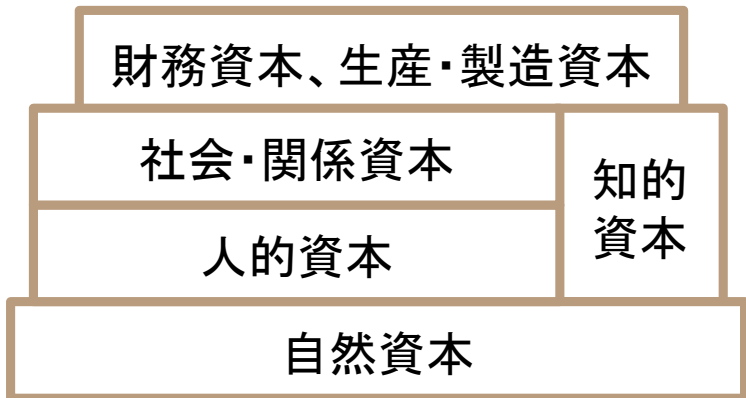 財務資本、生産・製造資本
社会・関係資本
知的
資本
人的資本
自然資本